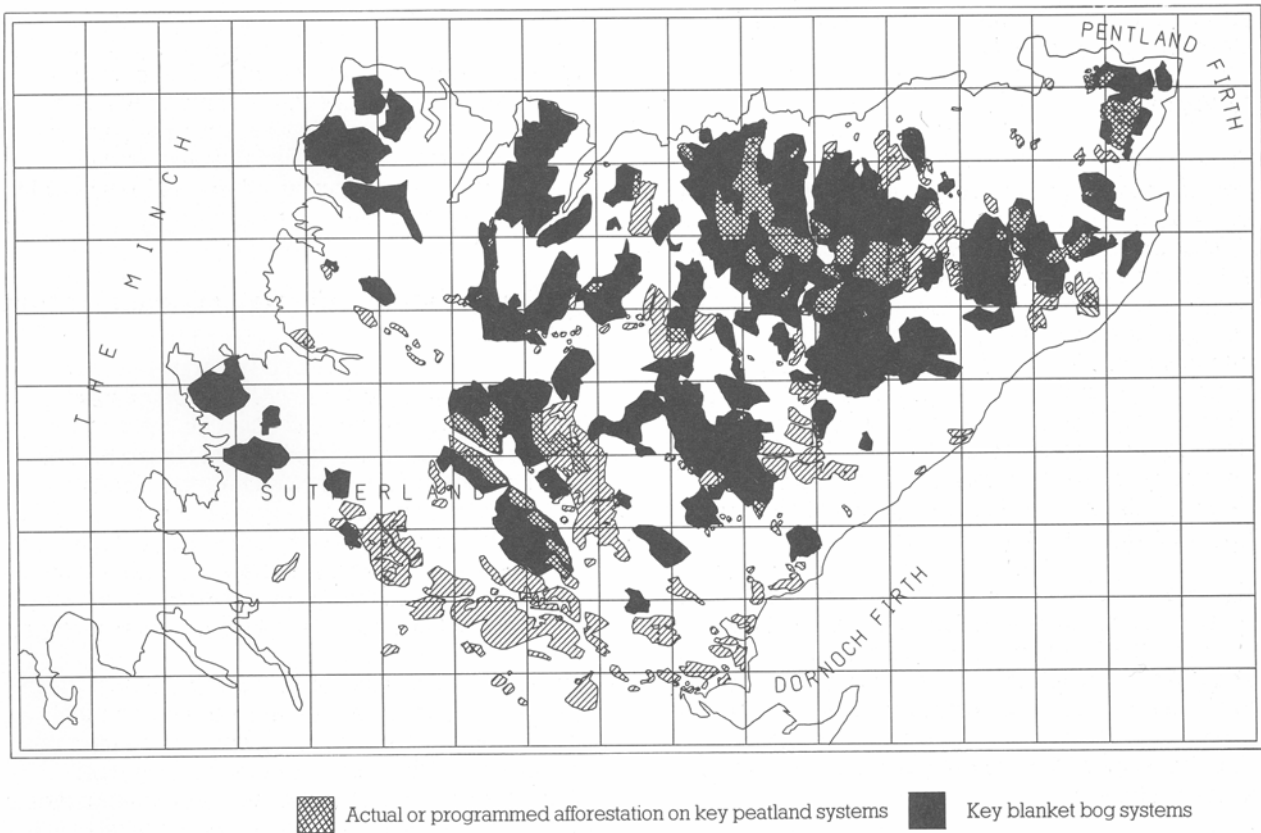 PENTLAND
FIRTH
THE MINCH
SUTHERLAND
DORNOCH FIRTH
Actual or programmed afforestation on key peatland systems
Key blanket bog systems